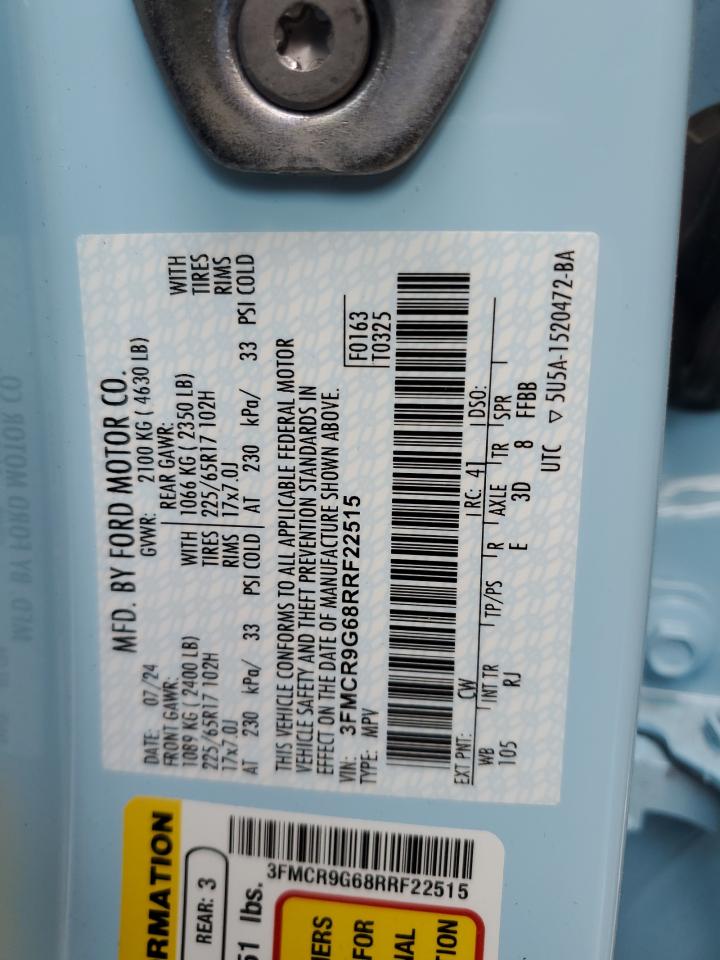 MFD. BY FORD MOTOR CO.
DATE: 07/24 GVWR: 2100 KG ( 4630 LB)
FRONT GAWR: REAR GAWR:
1089 KG ( 2400 LB) WITH 1066 KG ( 2350 LB) WITH
225/65R17 102H TIRES 225/65R17 102H TIRES
17x7.0J RIMS 17x7.0J RIMS
AT 230 kPa/ 33 PSI COLD AT 230 kPa/ 33 PSI COLD
THIS VEHICLE CONFORMS TO ALL APPLICABLE FEDERAL MOTOR
VEHICLE SAFETY AND THEFT PREVENTION STANDARDS IN
EFFECT ON THE DATE OF MANUFACTURE SHOWN ABOVE.
VIN: 3FMCR9G68RRF22515 F0163
TYPE: MPV T0325
EXT PNT: CW RC: 41 DSO:
WB INT TR TP/PS R AXLE TR SPR
105 RJ E 3D 8 FFBB
UTC ▽ 5U5A-1520472-BA
RMATION
REAR: 3
51 lbs.
3FMCR9G68RRF22515